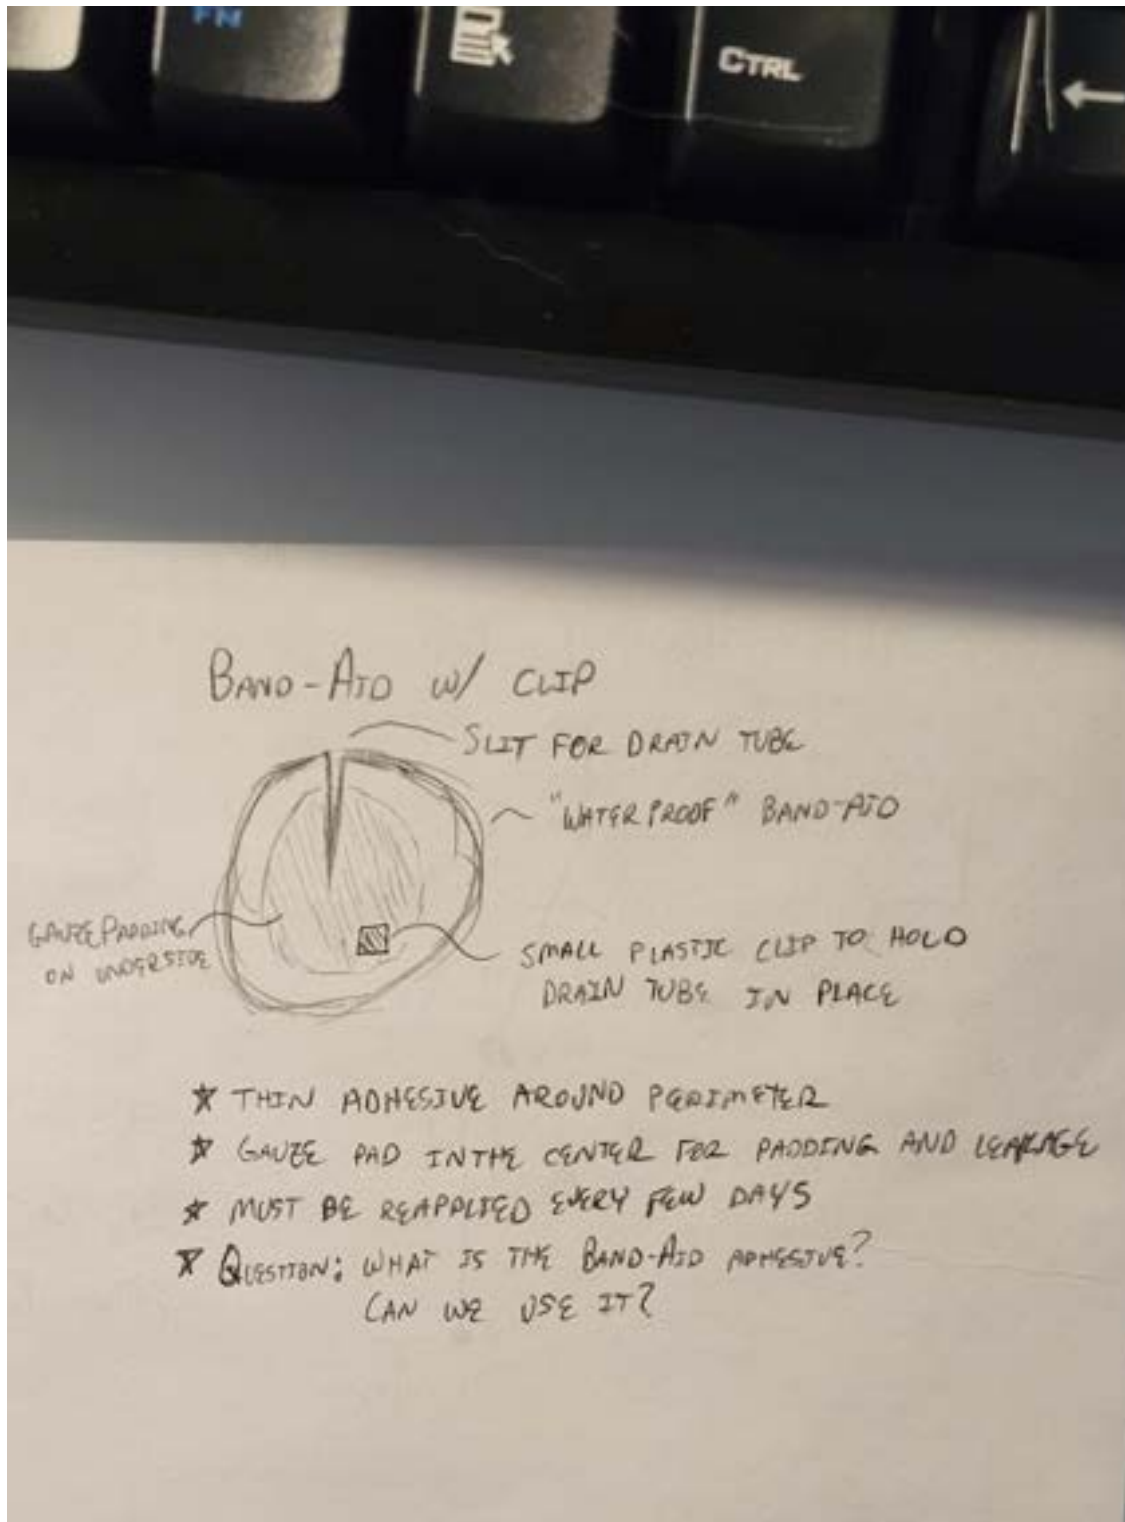 FN
CTRL
BAND-AID W/ CLIP
SLIT FOR DRAIN TUBE
"WATERPROOF" BAND-AID
GAUZE PADDING
ON UNDERSIDE
SMALL PLASTIC CLIP TO HOLD
DRAIN TUBE IN PLACE
★ THIN ADHESIVE AROUND PERIMETER
★ GAUZE PAD IN THE CENTER FOR PADDING AND LEAKAGE
★ MUST BE REAPPLIED EVERY FEW DAYS
★ QUESTION: WHAT IS THE BAND-AID ADHESIVE?
CAN WE USE IT?